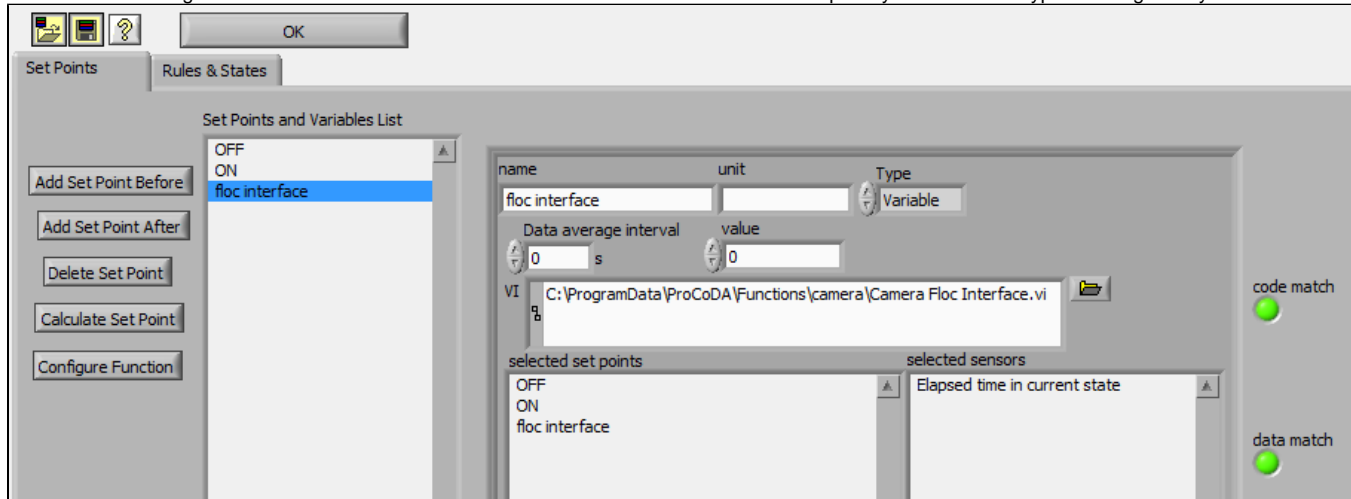 OK
Set Points
Rules & States
Set Points and Variables List
OFF
ON
floc interface
Add Set Point Before
Add Set Point After
Delete Set Point
Calculate Set Point
Configure Function
name
unit
Type
floc interface
Variable
Data average interval
value
0 s
0
VI
C:\ProgramData\ProCoDA\Functions\camera\Camera Floc Interface.vi
selected set points
OFF
ON
floc interface
selected sensors
Elapsed time in current state
code match
data match